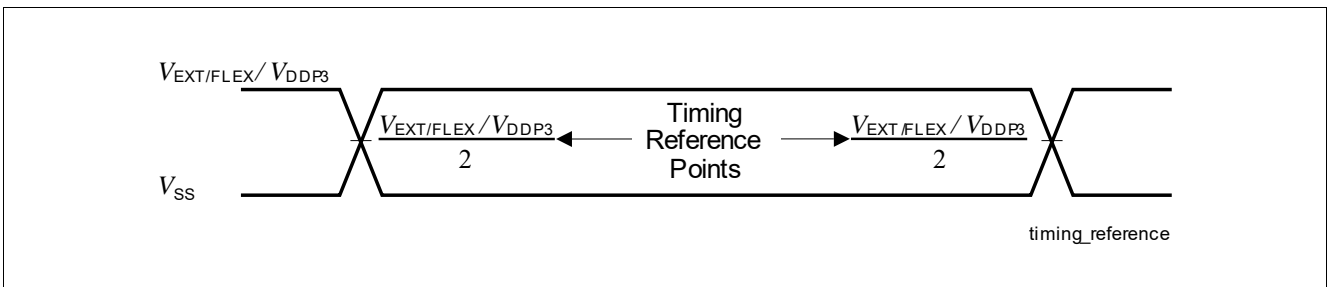 VEXT/FLEX/VDDP3
VEXT/FLEX/VDDP3
2
Timing
Reference
Points
VEXT/FLEX/VDDP3
2
VSS
timing_reference